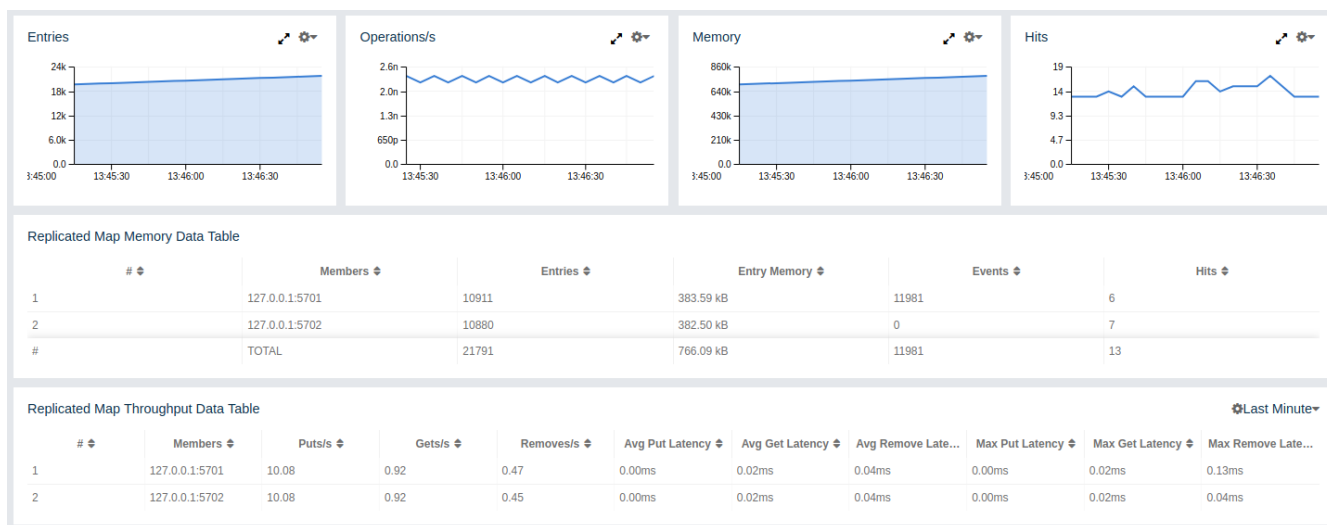 Entries
24k
18k
12k
6.0k
0.0
3:45:00 13:45:30 13:46:00 13:46:30
Operations/s
2.6n
2.0n
1.3n
650p
0.0
13:45:30 13:46:00 13:46:30
Memory
860k
640k
430k
210k
0.0
3:45:00 13:45:30 13:46:00 13:46:30
Hits
19
14
9.3
4.7
0.0
3:45:00 13:45:30 13:46:00 13:46:30
Replicated Map Memory Data Table
# Members Entries Entry Memory Events Hits
1 127.0.0.1:5701 10911 383.59 kB 11981 6
2 127.0.0.1:5702 10880 382.50 kB 0 7
# TOTAL 21791 766.09 kB 11981 13
Replicated Map Throughput Data Table Last Minute
# Members Puts/s Gets/s Removes/s Avg Put Latency Avg Get Latency Avg Remove Late... Max Put Latency Max Get Latency Max Remove Late...
1 127.0.0.1:5701 10.08 0.92 0.47 0.00ms 0.02ms 0.04ms 0.00ms 0.02ms 0.13ms
2 127.0.0.1:5702 10.08 0.92 0.45 0.00ms 0.02ms 0.04ms 0.00ms 0.02ms 0.04ms